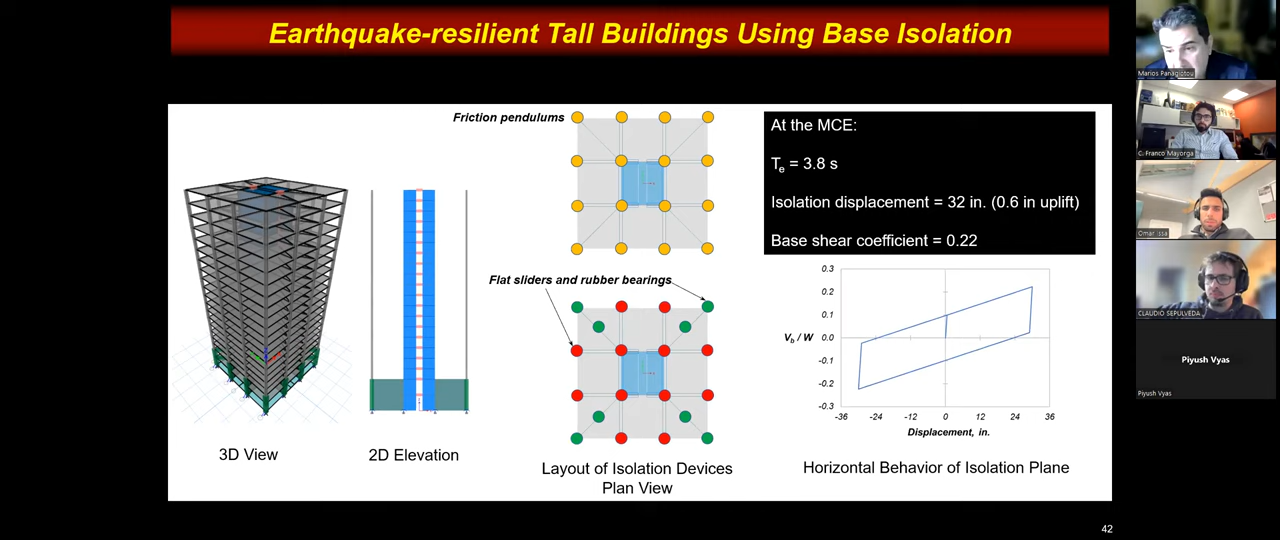 Earthquake-resilient Tall Buildings Using Base Isolation
Friction pendulums
Flat sliders and rubber bearings
3D View
2D Elevation
Layout of Isolation Devices
Plan View
At the MCE:
Te = 3.8 s
Isolation displacement = 32 in. (0.6 in uplift)
Base shear coefficient = 0.22
0.3
0.2
0.1
Vb / W
0.0
-0.1
-0.2
-0.3
-36 -24 -12 0 12 24 36
Displacement, in.
Horizontal Behavior of Isolation Plane
42
Marios Panagiotou
C. Franco Mayorga
Omar Issa
CLAUDIO SEPULVEDA
Piyush Vyas
Piyush Vyas